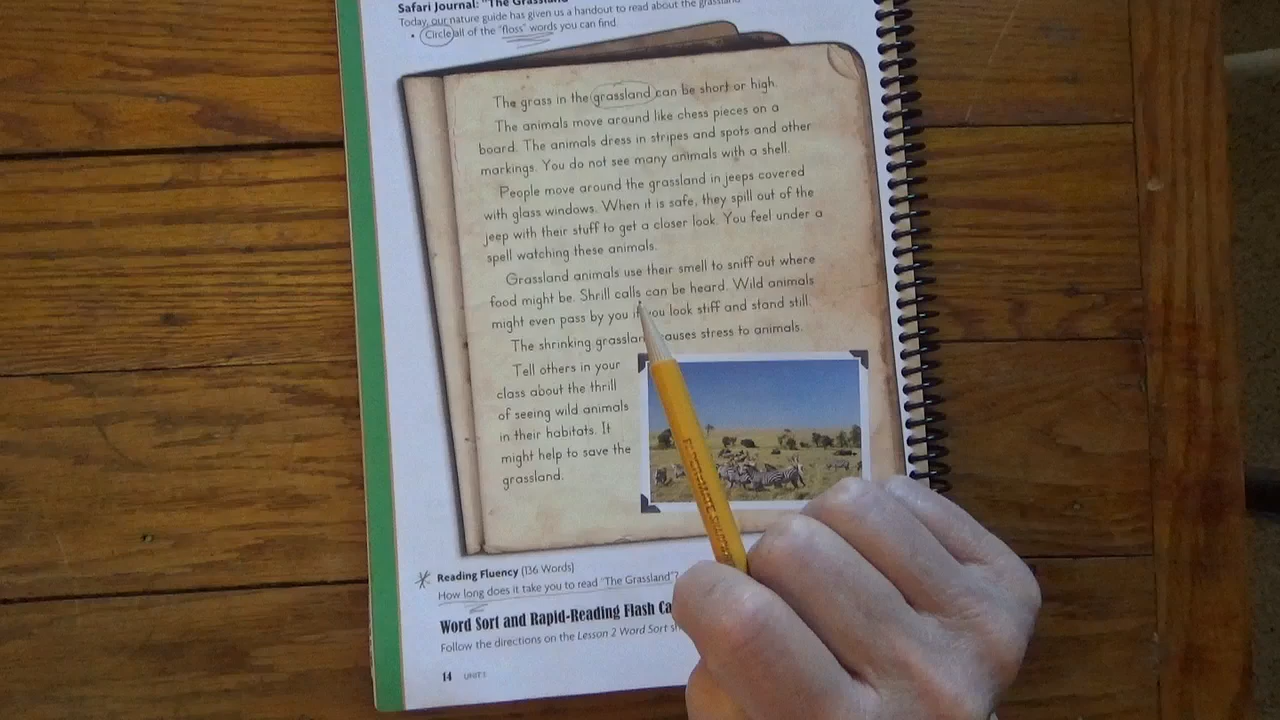 Safari Journal: "The Grassland
Today, our nature guide has given us a handout to read about the grassland
• Circle all of the "floss" words you can find
The grass in the grassland can be short or high.
The animals move around like chess pieces on a
board. The animals dress in stripes and spots and other
markings. You do not see many animals with a shell.
People move around the grassland in jeeps covered
with glass windows. When it is safe, they spill out of the
jeep with their stuff to get a closer look. You feel under a
spell watching these animals.
Grassland animals use their smell to sniff out where
food might be. Shrill calls can be heard. Wild animals
might even pass by you if you look stiff and stand still.
The shrinking grassland causes stress to animals.
Tell others in your
class about the thrill
of seeing wild animals
in their habitats. It
might help to save the
grassland.
Reading Fluency (136 Words)
How long does it take you to read "The Grassland"?
Word Sort and Rapid-Reading Flash Ca
Follow the directions on the Lesson 2 Word Sort sh
14 UNIT 1